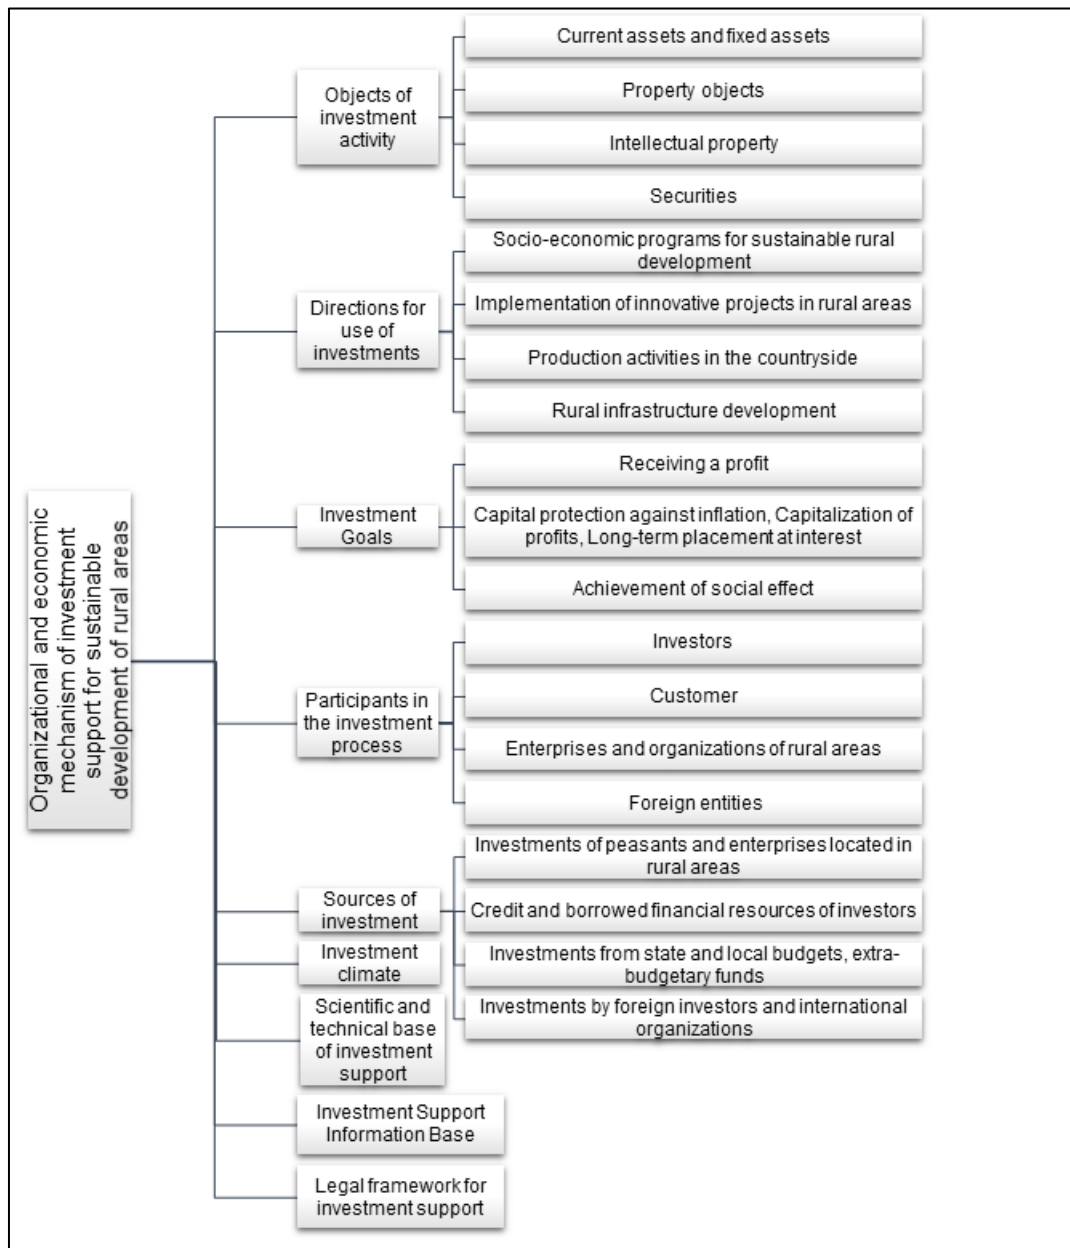 Organizational and economic
mechanism of investment
support for sustainable
development of rural areas
Objects of
investment
activity
Current assets and fixed assets
Property objects
Intellectual property
Securities
Directions for
use of
investments
Socio-economic programs for sustainable rural
development
Implementation of innovative projects in rural areas
Production activities in the countryside
Rural infrastructure development
Investment
Goals
Receiving a profit
Capital protection against inflation, Capitalization of
profits, Long-term placement at interest
Achievement of social effect
Participants in
the investment
process
Investors
Customer
Enterprises and organizations of rural areas
Foreign entities
Sources of
investment
Investments of peasants and enterprises located in
rural areas
Credit and borrowed financial resources of investors
Investments from state and local budgets, extra-
budgetary funds
Investments by foreign investors and international
organizations
Investment
climate
Scientific and
technical base
of investment
support
Investment Support
Information Base
Legal framework for
investment support